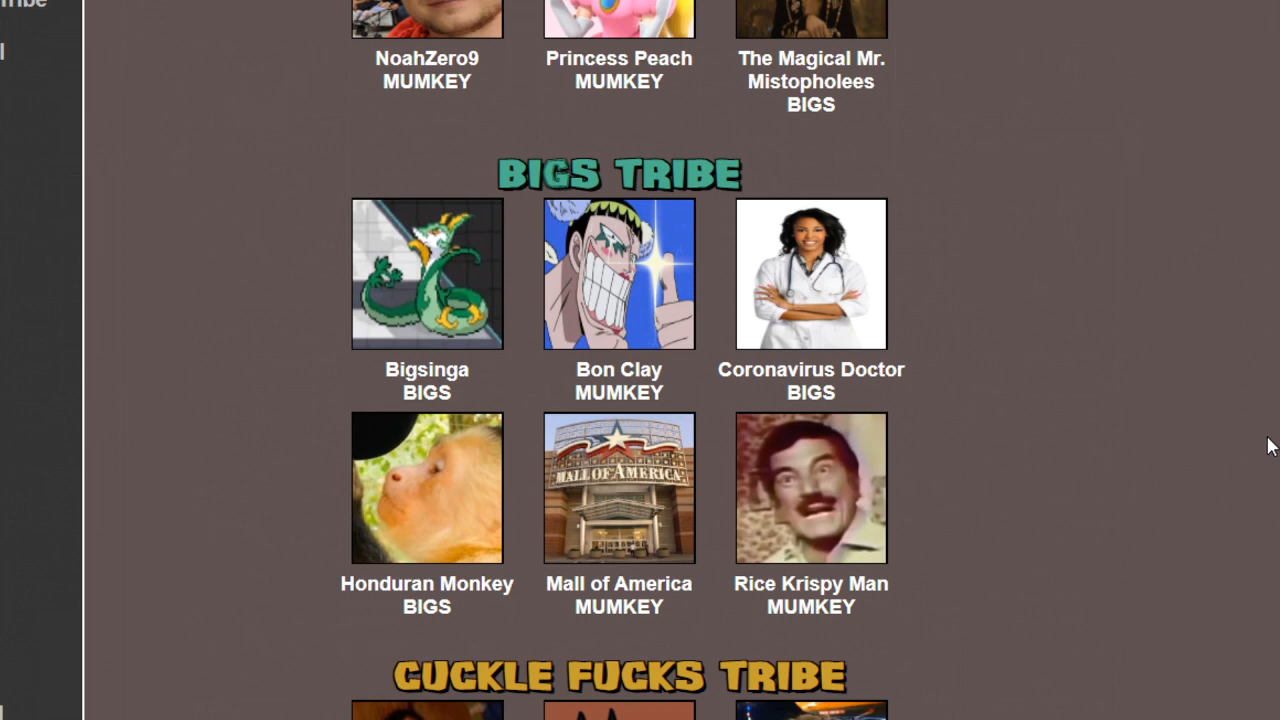 Tribe
NoahZero9
MUMKEY
Princess Peach
MUMKEY
The Magical Mr.
Mistopholees
BIGS
BIGS TRIBE
Bigsinga
BIGS
Bon Clay
MUMKEY
Coronavirus Doctor
BIGS
MALL OF AMERICA
Honduran Monkey
BIGS
Mall of America
MUMKEY
Rice Krispy Man
MUMKEY
CUCKLE FUCKS TRIBE